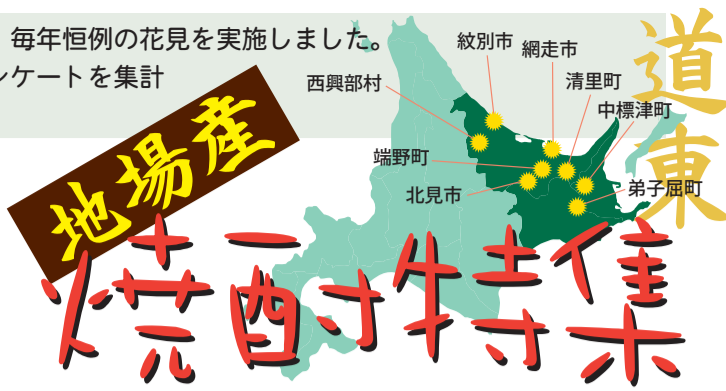 毎年恒例の花見を実施しました。
ンケートを集計
道東
地場産
焼酎特集
紋別市
網走市
西興部村
清里町
中標津町
端野町
北見市
弟子屈町